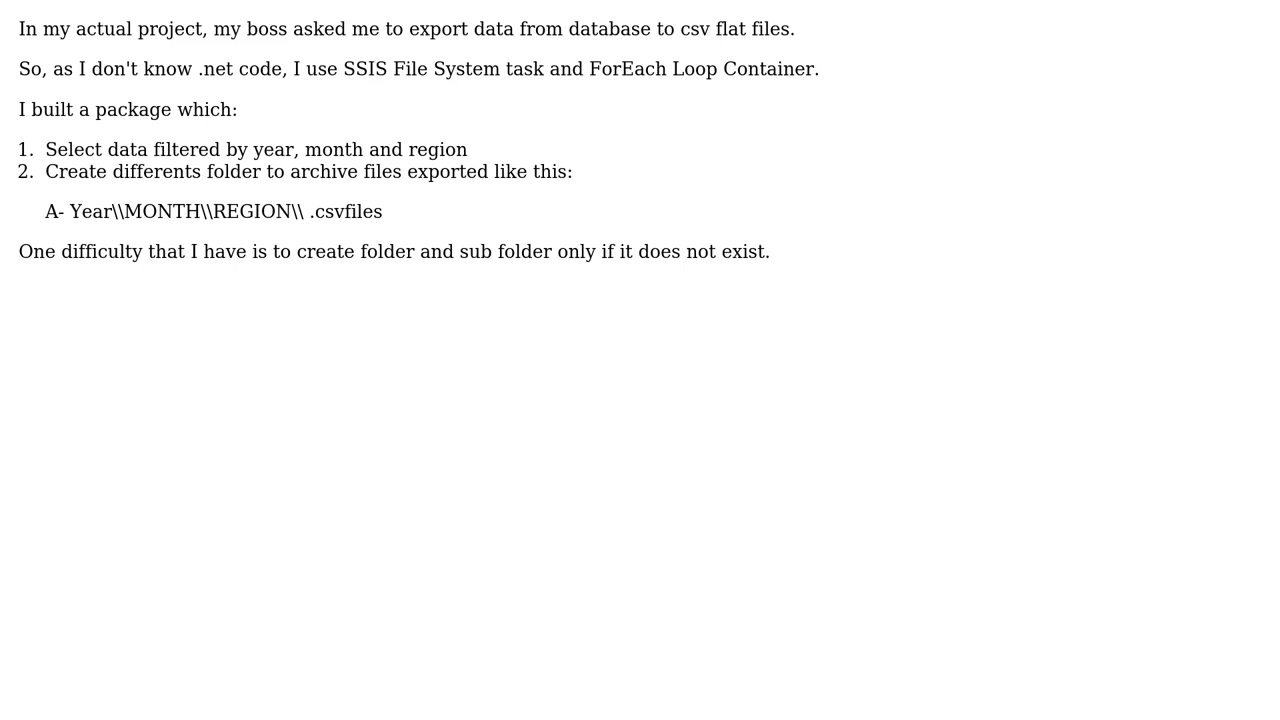 In my actual project, my boss asked me to export data from database to csv flat files.
So, as I don't know .net code, I use SSIS File System task and ForEach Loop Container.
I built a package which:
1. Select data filtered by year, month and region
2. Create differents folder to archive files exported like this:
A- Year\\MONTH\\REGION\\ .csvfiles
One difficulty that I have is to create folder and sub folder only if it does not exist.